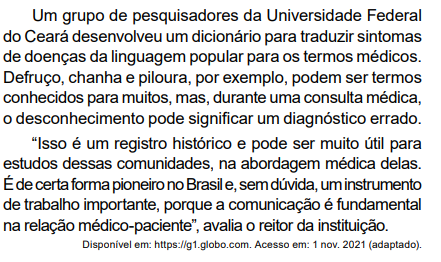 Um grupo de pesquisadores da Universidade Federal
do Ceará desenvolveu um dicionário para traduzir sintomas
de doenças da linguagem popular para os termos médicos.
Defruço, chanha e piloura, por exemplo, podem ser termos
conhecidos para muitos, mas, durante uma consulta médica,
o desconhecimento pode significar um diagnóstico errado.
“Isso é um registro histórico e pode ser muito útil para
estudos dessas comunidades, na abordagem médica delas.
É de certa forma pioneiro no Brasil e, sem dúvida, um instrumento
de trabalho importante, porque a comunicação é fundamental
na relação médico-paciente”, avalia o reitor da instituição.
Disponível em: https://g1.globo.com. Acesso em: 1 nov. 2021 (adaptado).